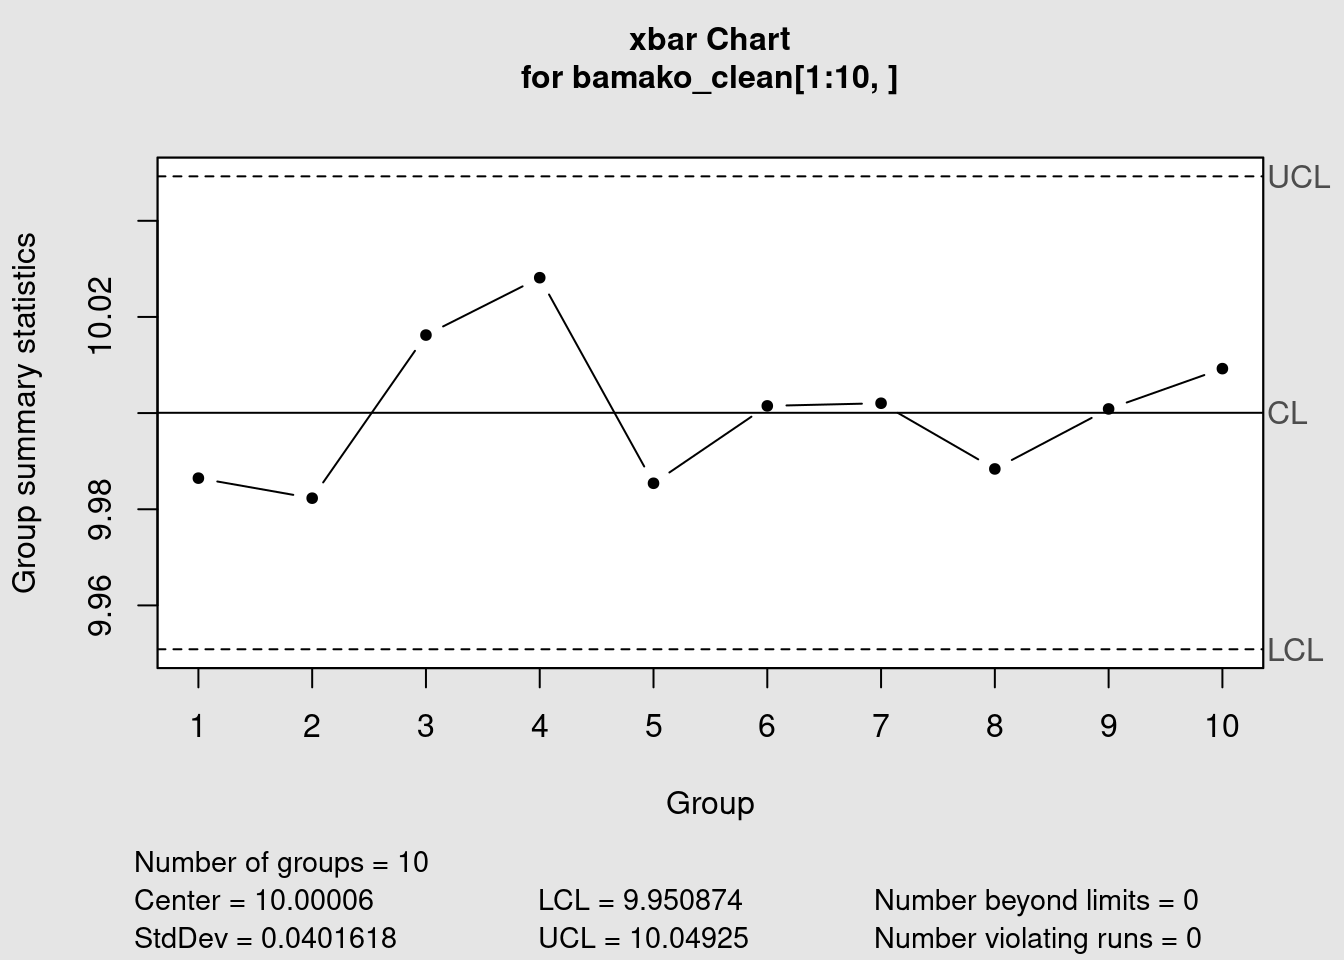 xbar Chart
for bamako_clean[1:10, ]
Group summary statistics
10.02
9.98
9.96
UCL
CL
LCL
1 2 3 4 5 6 7 8 9 10
Group
Number of groups = 10
Center = 10.00006 LCL = 9.950874 Number beyond limits = 0
StdDev = 0.0401618 UCL = 10.04925 Number violating runs = 0